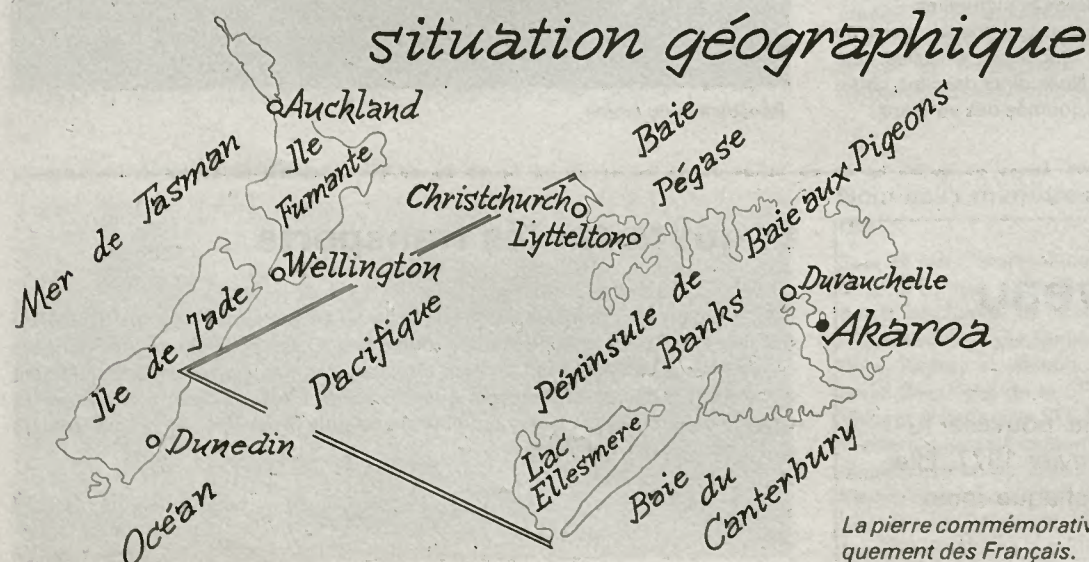 situation géographique
Auckland
Ile
Fumante
Mer de Tasman
Wellington
Ile de Jade
Dunedin
Océan
Pacifique
Christchurch
Lyttelton
Baie
Pégase
Baie aux Pigeons
Péninsule de
Banks
Duvauchelle
Akaroa
Lac
Ellesmere
Baie
du
Canterbury
La pierre commémorativ
quement des Français.